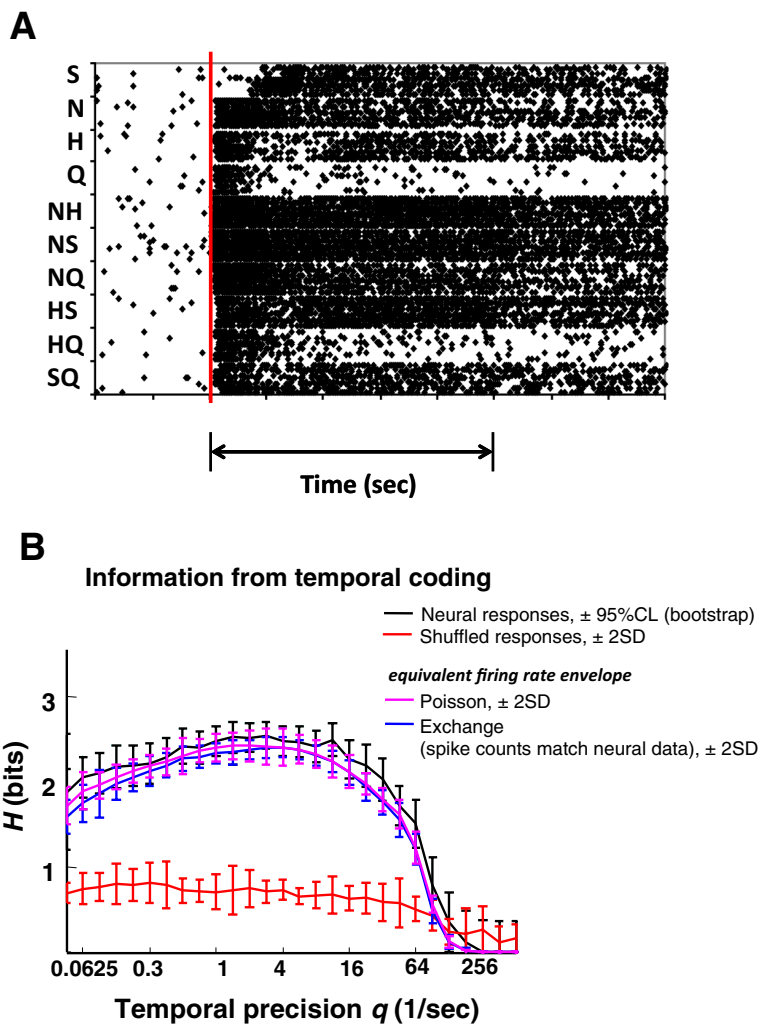 A
S
N
H
Q
NH
NS
NQ
HS
HQ
SQ
Time (sec)
B
Information from temporal coding
Neural responses, ± 95%CL (bootstrap)
Shuffled responses, ± 2SD
equivalent firing rate envelope
Poisson, ± 2SD
Exchange
(spike counts match neural data), ± 2SD
3
2
1
H (bits)
0.0625 0.3 1 4 16 64 256
Temporal precision q (1/sec)